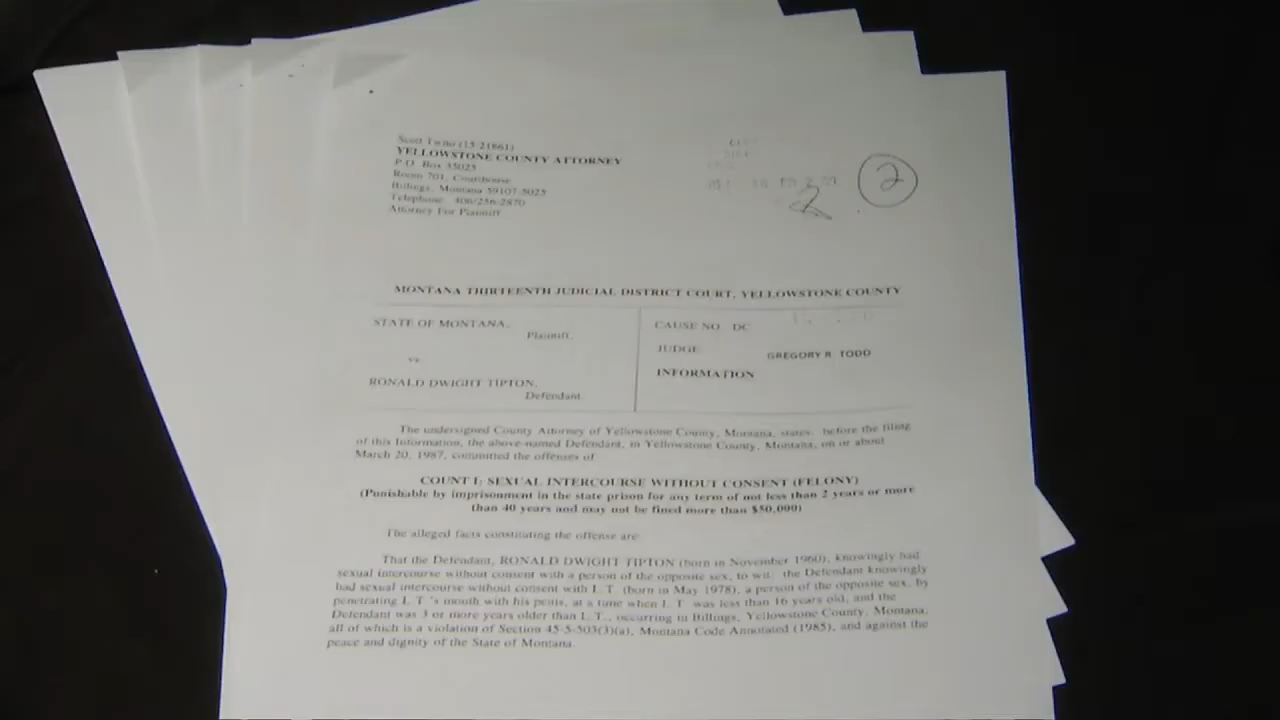 Scott Twito (15-21861)
YELLOWSTONE COUNTY ATTORNEY
P.O. Box 35025
Room 701, Courthouse
Billings, Montana 59107-5025
Telephone: 406/256-2870
Attorney For Plaintiff
2
MONTANA THIRTEENTH JUDICIAL DISTRICT COURT, YELLOWSTONE COUNTY
STATE OF MONTANA,
Plaintiff,
vs
RONALD DWIGHT TIPTON,
Defendant.
CAUSE NO. DC
JUDGE: GREGORY R. TODD
INFORMATION
The undersigned County Attorney of Yellowstone County, Montana, states, before the filing
of this Information, the above-named Defendant, in Yellowstone County, Montana, on or about
March 20, 1987, committed the offenses of:
COUNT I: SEXUAL INTERCOURSE WITHOUT CONSENT (FELONY)
(Punishable by imprisonment in the state prison for any term of not less than 2 years or more
than 40 years and may not be fined more than $50,000)
The alleged facts constituting the offense are:
That the Defendant, RONALD DWIGHT TIPTON (born in November 1960), knowingly had
sexual intercourse without consent with a person of the opposite sex, to wit: the Defendant knowingly
had sexual intercourse without consent with I.T. (born in May 1978), a person of the opposite sex, by
penetrating I.T.'s mouth with his penis, at a time when I.T. was less than 16 years old, and the
Defendant was 3 or more years older than I.T., occurring in Billings, Yellowstone County, Montana,
all of which is a violation of Section 45-5-503(3)(a), Montana Code Annotated (1985), and against the
peace and dignity of the State of Montana.